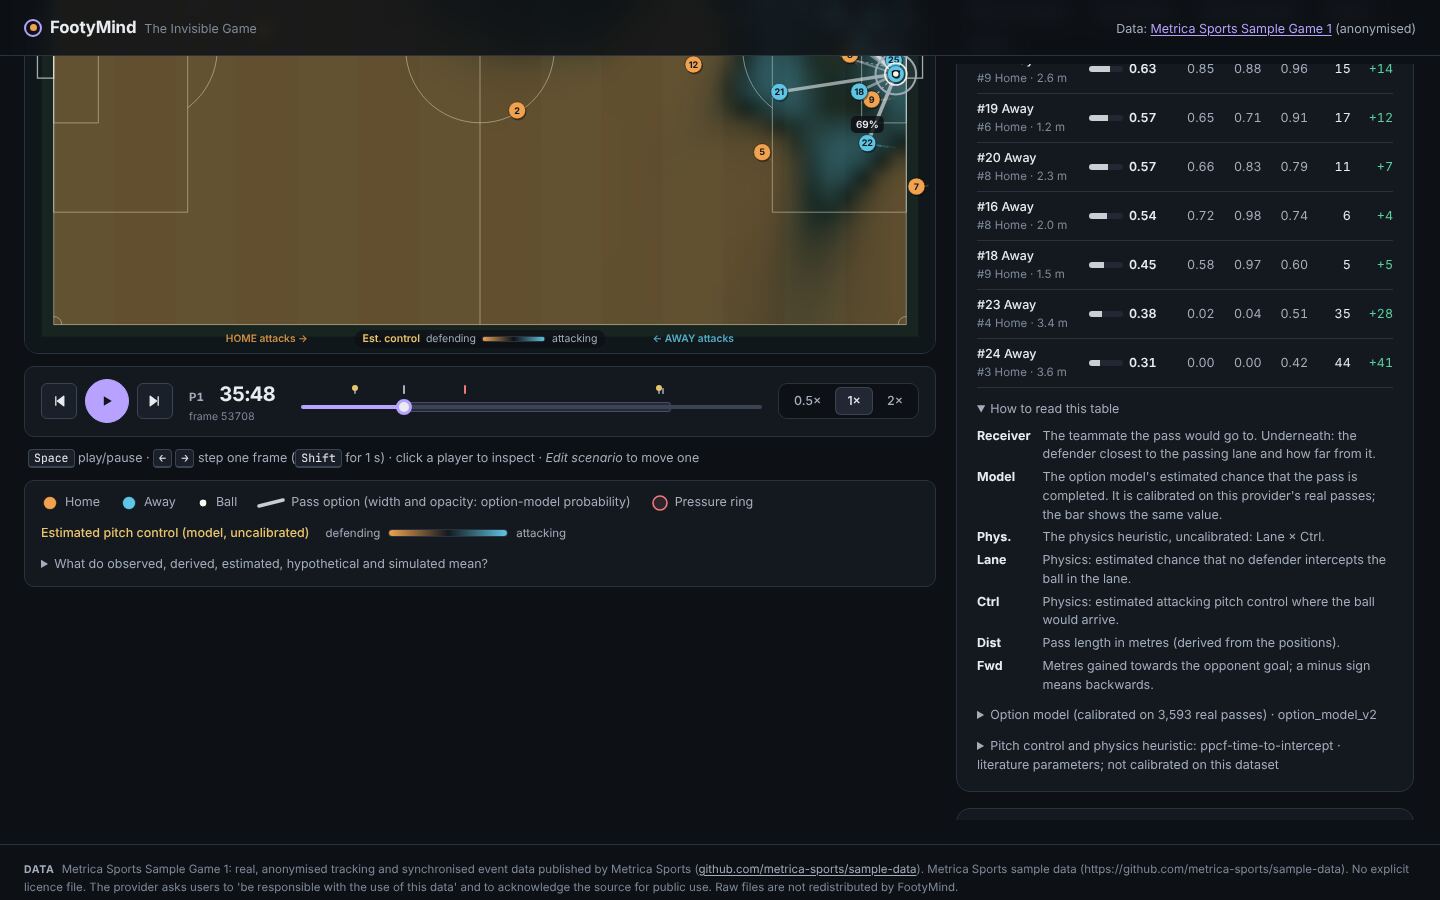 FootyMind The Invisible Game
Data: Metrica Sports Sample Game 1 (anonymised)
12
25
21
18
9
2
69%
22
5
7
HOME attacks →
Est. control defending attacking
← AWAY attacks
P1 35:48
frame 53708
0.5× 1× 2×
Space play/pause · ← → step one frame (Shift for 1 s) · click a player to inspect · Edit scenario to move one
Home Away Ball Pass option (width and opacity: option-model probability) Pressure ring
Estimated pitch control (model, uncalibrated) defending attacking
▶ What do observed, derived, estimated, hypothetical and simulated mean?
0.63 0.85 0.88 0.96 15 +14
#9 Home · 2.6 m
#19 Away
#6 Home · 1.2 m
0.57 0.65 0.71 0.91 17 +12
#20 Away
#8 Home · 2.3 m
0.57 0.66 0.83 0.79 11 +7
#16 Away
#8 Home · 2.0 m
0.54 0.72 0.98 0.74 6 +4
#18 Away
#9 Home · 1.5 m
0.45 0.58 0.97 0.60 5 +5
#23 Away
#4 Home · 3.4 m
0.38 0.02 0.04 0.51 35 +28
#24 Away
#3 Home · 3.6 m
0.31 0.00 0.00 0.42 44 +41
▼ How to read this table
Receiver The teammate the pass would go to. Underneath: the
defender closest to the passing lane and how far from it.
Model The option model's estimated chance that the pass is
completed. It is calibrated on this provider's real passes;
the bar shows the same value.
Phys. The physics heuristic, uncalibrated: Lane × Ctrl.
Lane Physics: estimated chance that no defender intercepts the
ball in the lane.
Ctrl Physics: estimated attacking pitch control where the ball
would arrive.
Dist Pass length in metres (derived from the positions).
Fwd Metres gained towards the opponent goal; a minus sign
means backwards.
▶ Option model (calibrated on 3,593 real passes) · option_model_v2
▶ Pitch control and physics heuristic: ppcf-time-to-intercept ·
literature parameters; not calibrated on this dataset
DATA Metrica Sports Sample Game 1: real, anonymised tracking and synchronised event data published by Metrica Sports (github.com/metrica-sports/sample-data). Metrica Sports sample data (https://github.com/metrica-sports/sample-data). No explicit
licence file. The provider asks users to 'be responsible with the use of this data' and to acknowledge the source for public use. Raw files are not redistributed by FootyMind.